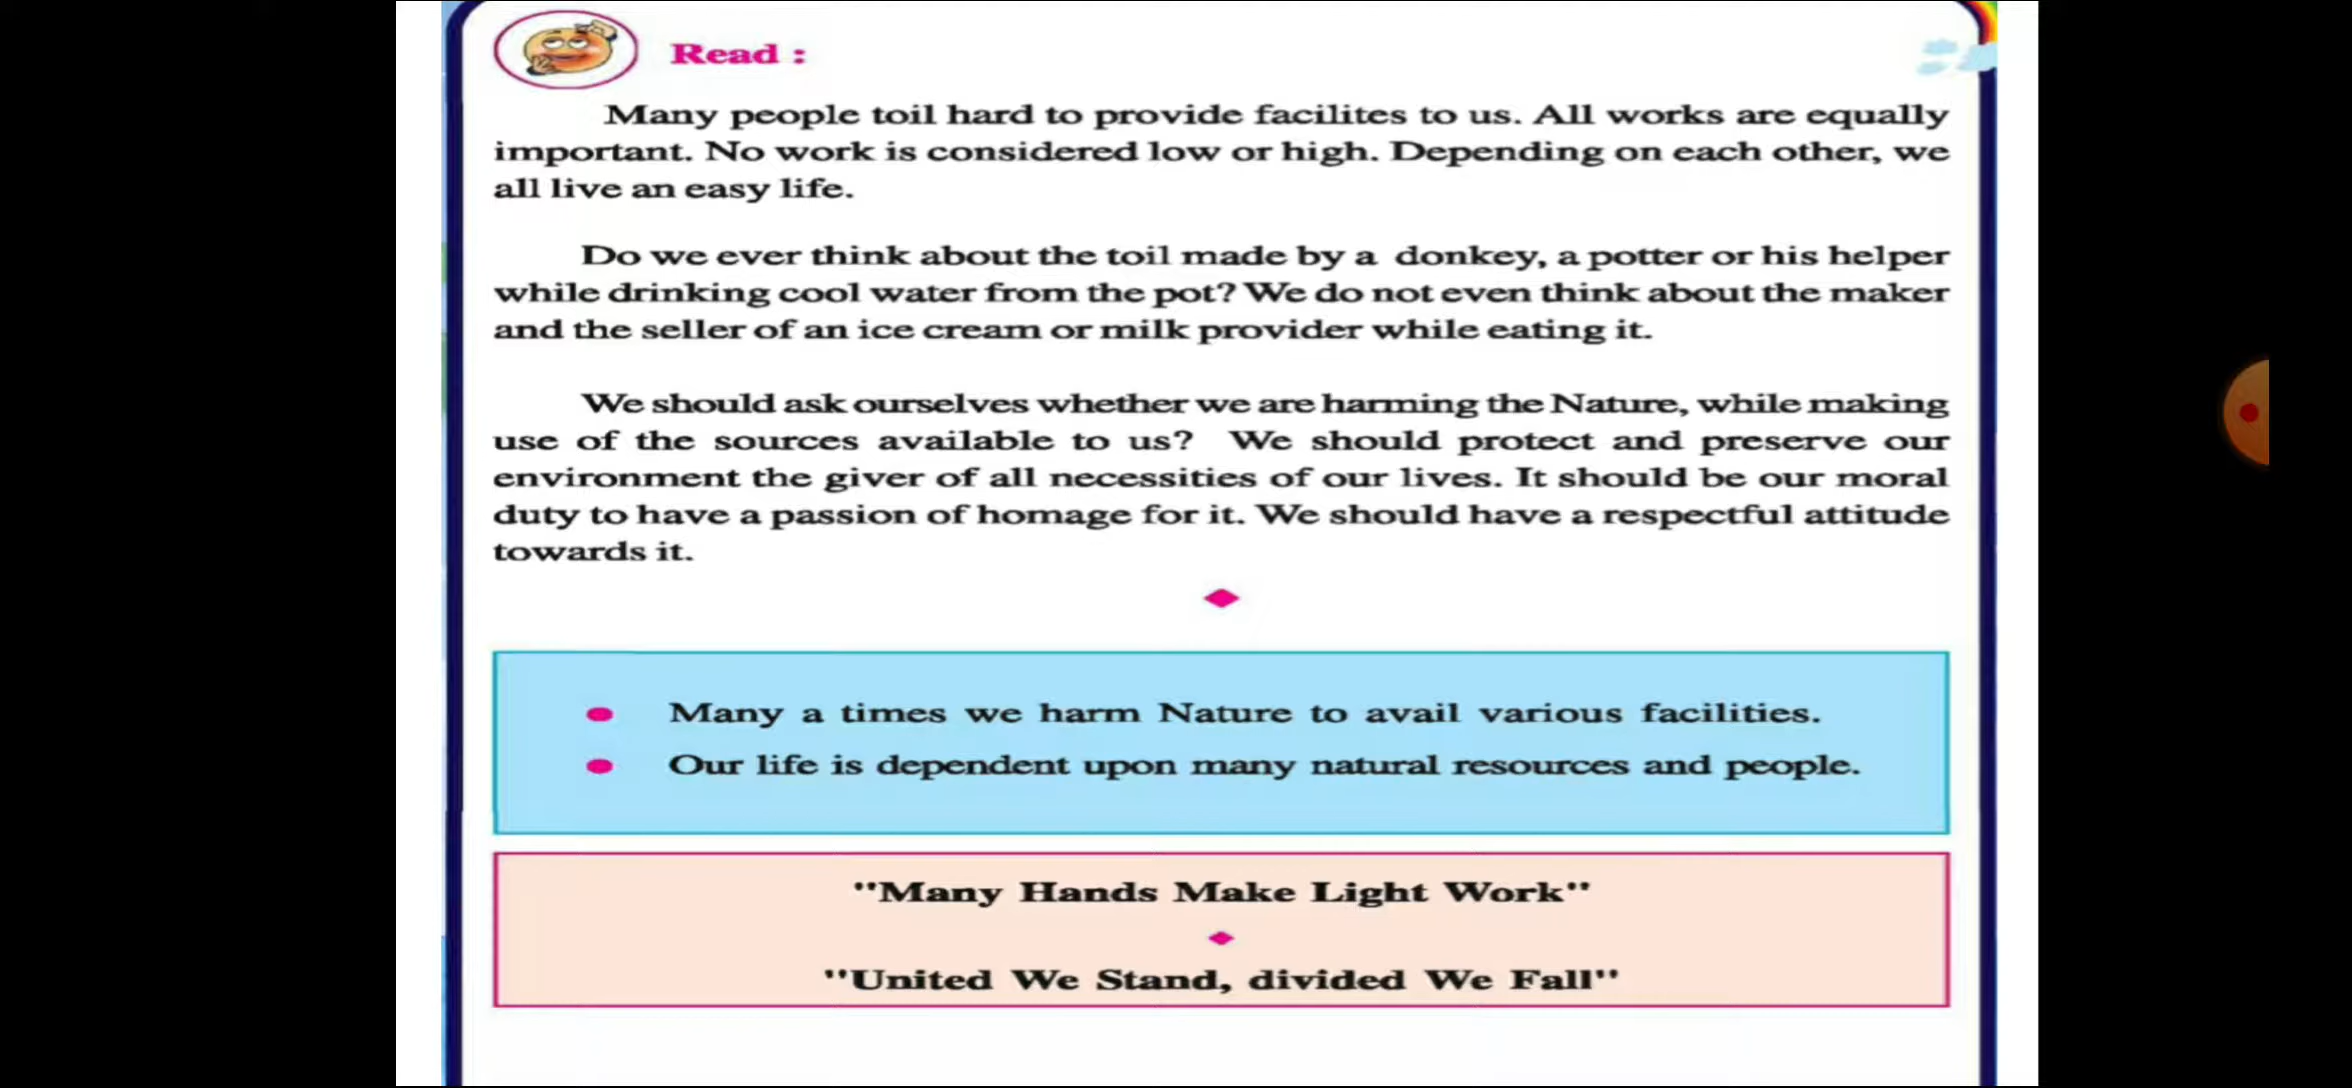 Read :
Many people toil hard to provide facilites to us. All works are equally
important. No work is considered low or high. Depending on each other, we
all live an easy life.
Do we ever think about the toil made by a donkey, a potter or his helper
while drinking cool water from the pot? We do not even think about the maker
and the seller of an ice cream or milk provider while eating it.
We should ask ourselves whether we are harming the Nature, while making
use of the sources available to us? We should protect and preserve our
environment the giver of all necessities of our lives. It should be our moral
duty to have a passion of homage for it. We should have a respectful attitude
towards it.
Many a times we harm Nature to avail various facilities.
Our life is dependent upon many natural resources and people.
"Many Hands Make Light Work"
"United We Stand, divided We Fall"